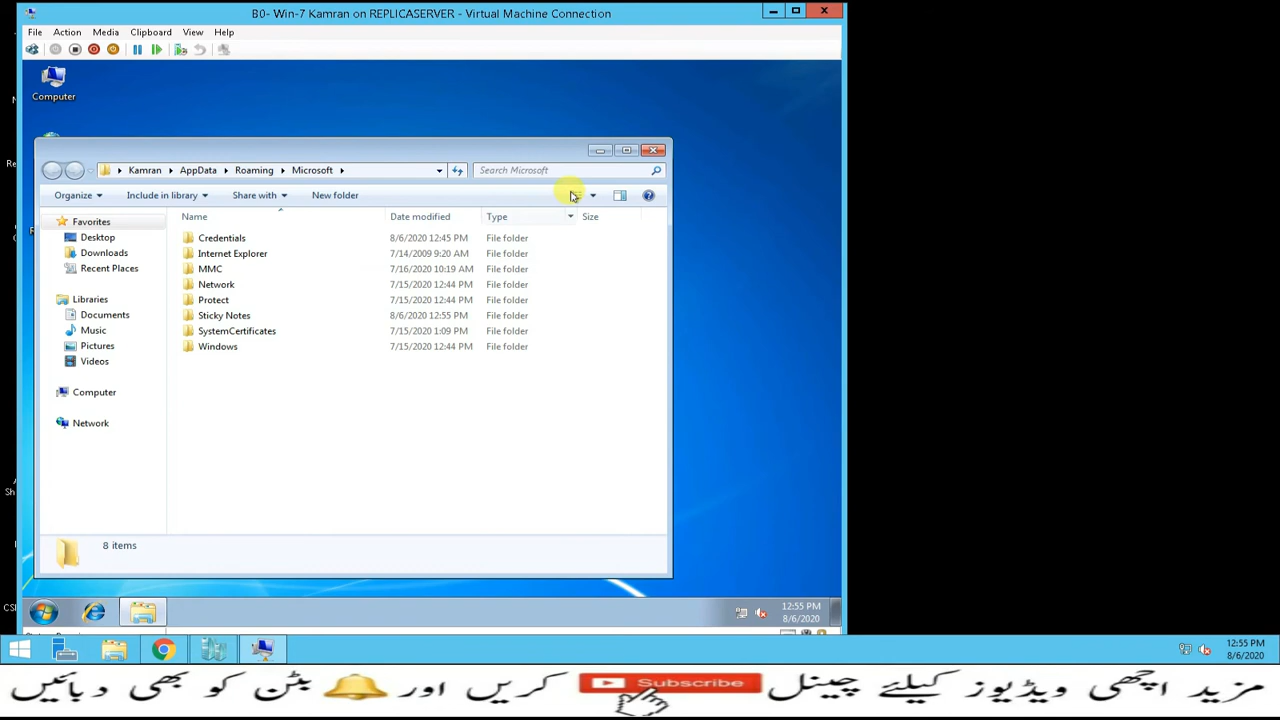 B0- Win-7 Kamran on REPLICASERVER - Virtual Machine Connection
File Action Media Clipboard View Help
Computer
Kamran AppData Roaming Microsoft Search Microsoft
Organize Include in library Share with New folder
Name Date modified Type Size
Favorites
Desktop
Downloads
Recent Places
Libraries
Documents
Music
Pictures
Videos
Computer
Network
Credentials 8/6/2020 12:45 PM File folder
Internet Explorer 7/14/2009 9:20 AM File folder
MMC 7/16/2020 10:19 AM File folder
Network 7/15/2020 12:44 PM File folder
Protect 7/15/2020 12:44 PM File folder
Sticky Notes 8/6/2020 12:55 PM File folder
SystemCertificates 7/15/2020 1:09 PM File folder
Windows 7/15/2020 12:44 PM File folder
8 items
12:55 PM
8/6/2020
12:55 PM
8/6/2020
مزید اچھی ویڈیوز کیلئے چینل Subscribe کریں اور بٹن کو بھی دبائیں